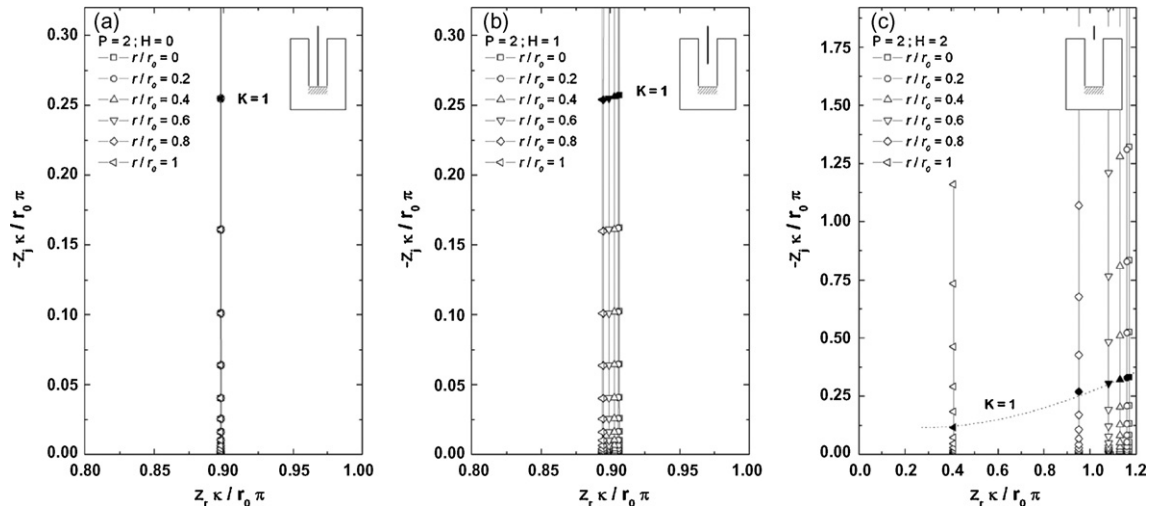 (a)
P = 2 ; H = 0
r / r₀ = 0
r / r₀ = 0.2
r / r₀ = 0.4
r / r₀ = 0.6
r / r₀ = 0.8
r / r₀ = 1
K = 1
0.30
0.25
0.20
0.15
0.10
0.05
0.00
-Zⱼ κ / r₀ π
0.80 0.85 0.90 0.95 1.00
Zᵣ κ / r₀ π
(b)
P = 2 ; H = 1
r / r₀ = 0
r / r₀ = 0.2
r / r₀ = 0.4
r / r₀ = 0.6
r / r₀ = 0.8
r / r₀ = 1
K = 1
0.30
0.25
0.20
0.15
0.10
0.05
0.00
-Zⱼ κ / r₀ π
0.80 0.85 0.90 0.95 1.00
Zᵣ κ / r₀ π
(c)
P = 2 ; H = 2
r / r₀ = 0
r / r₀ = 0.2
r / r₀ = 0.4
r / r₀ = 0.6
r / r₀ = 0.8
r / r₀ = 1
K = 1
1.75
1.50
1.25
1.00
0.75
0.50
0.25
0.00
-Zⱼ κ / r₀ π
0.0 0.2 0.4 0.6 0.8 1.0 1.2
Zᵣ κ / r₀ π